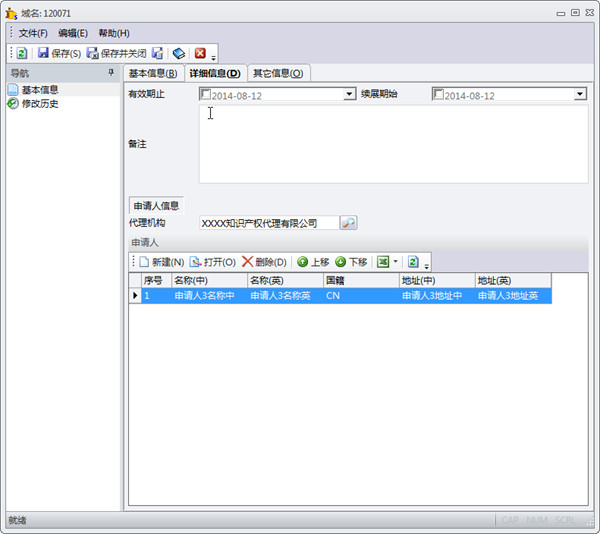 域名: 120071
文件(F) 编辑(E) 帮助(H)
保存(S) 保存并关闭
导航
基本信息
修改历史
基本信息(B) 详细信息(D) 其它信息(O)
有效期止 2014-08-12 续展期始 2014-08-12
备注
申请人信息
代理机构 XXXX知识产权代理有限公司
申请人
新建(N) 打开(O) 删除(D) 上移 下移
序号 名称(中) 名称(英) 国籍 地址(中) 地址(英)
1 申请人3名称中 申请人3名称英 CN 申请人3地址中 申请人3地址英
就绪 CAP NUM SCRL